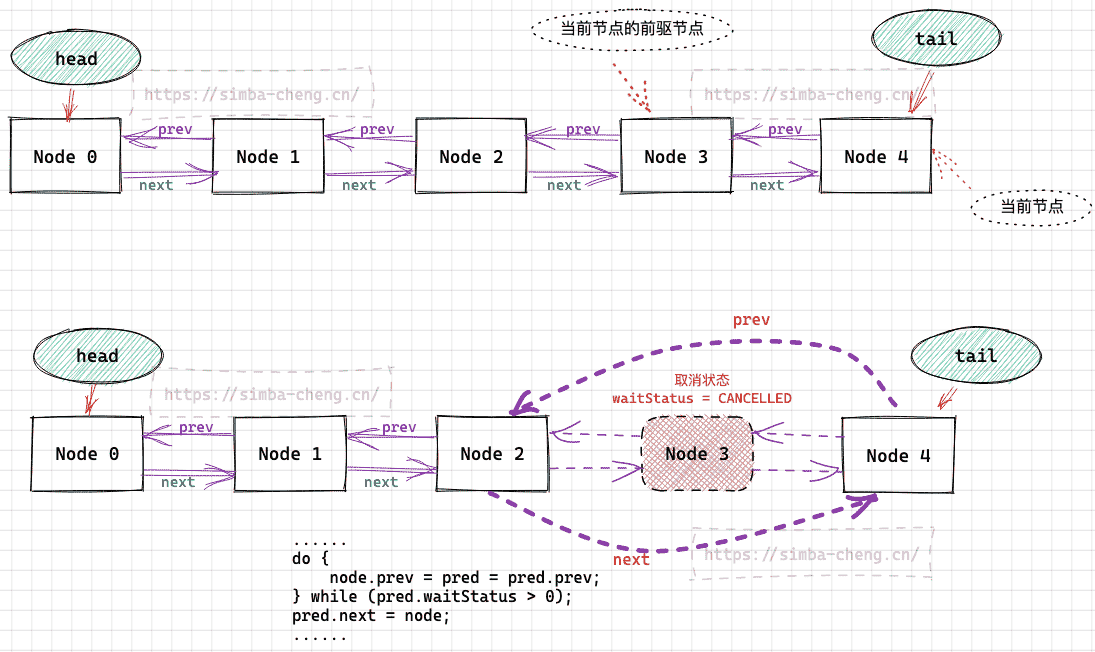 当前节点的前驱节点
head
tail
https://simba-cheng.cn/
https://simba-cheng.cn/
prev
prev
prev
prev
Node 0
Node 1
Node 2
Node 3
Node 4
next
next
next
next
当前节点
prev
head
tail
取消状态
waitStatus = CANCELLED
https://simba-cheng.cn/
prev
prev
Node 0
Node 1
Node 2
Node 3
Node 4
next
next
next
https://simba-cheng.cn/
......
do {
    node.prev = pred = pred.prev;
} while (pred.waitStatus > 0);
pred.next = node;
......